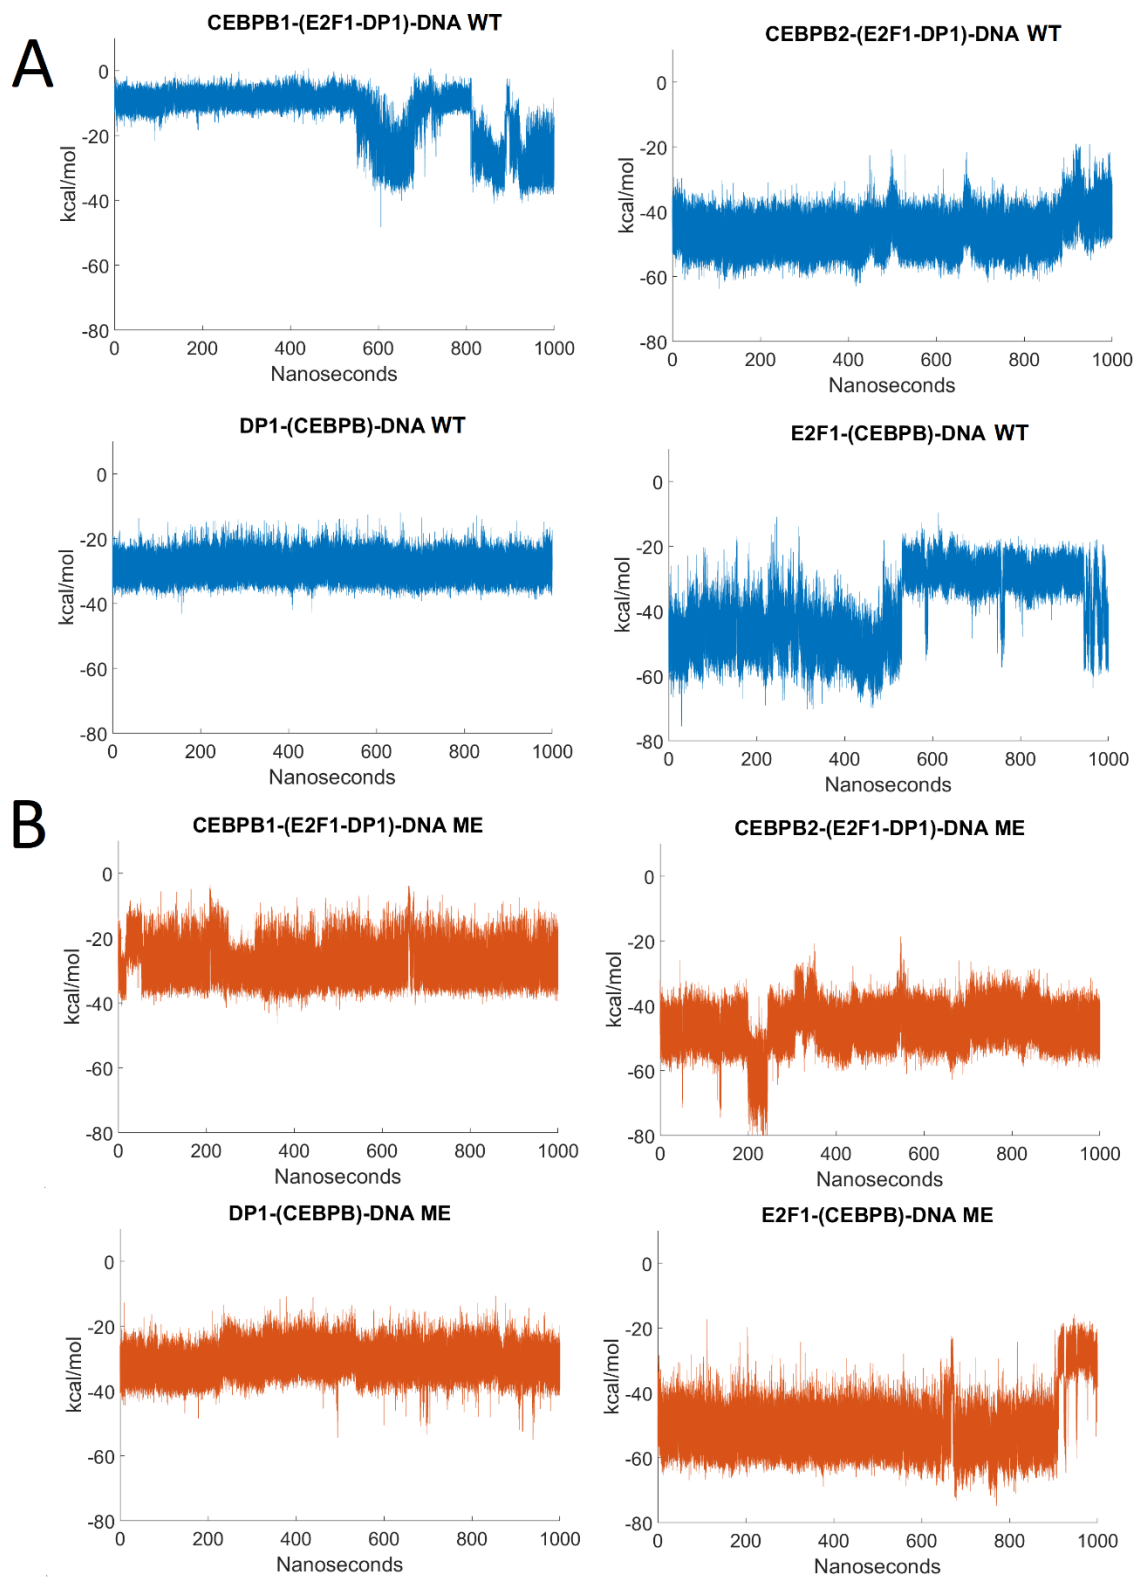 A
CEBPB1-(E2F1-DP1)-DNA WT
0
-20
-40
-60
-80
kcal/mol
0 200 400 600 800 1000
Nanoseconds
CEBPB2-(E2F1-DP1)-DNA WT
0
-20
-40
-60
-80
kcal/mol
0 200 400 600 800 1000
Nanoseconds
DP1-(CEBPB)-DNA WT
0
-20
-40
-60
-80
kcal/mol
0 200 400 600 800 1000
Nanoseconds
E2F1-(CEBPB)-DNA WT
0
-20
-40
-60
-80
kcal/mol
0 200 400 600 800 1000
Nanoseconds
B
CEBPB1-(E2F1-DP1)-DNA ME
0
-20
-40
-60
-80
kcal/mol
0 200 400 600 800 1000
Nanoseconds
CEBPB2-(E2F1-DP1)-DNA ME
0
-20
-40
-60
-80
kcal/mol
0 200 400 600 800 1000
Nanoseconds
DP1-(CEBPB)-DNA ME
0
-20
-40
-60
-80
kcal/mol
0 200 400 600 800 1000
Nanoseconds
E2F1-(CEBPB)-DNA ME
0
-20
-40
-60
-80
kcal/mol
0 200 400 600 800 1000
Nanoseconds